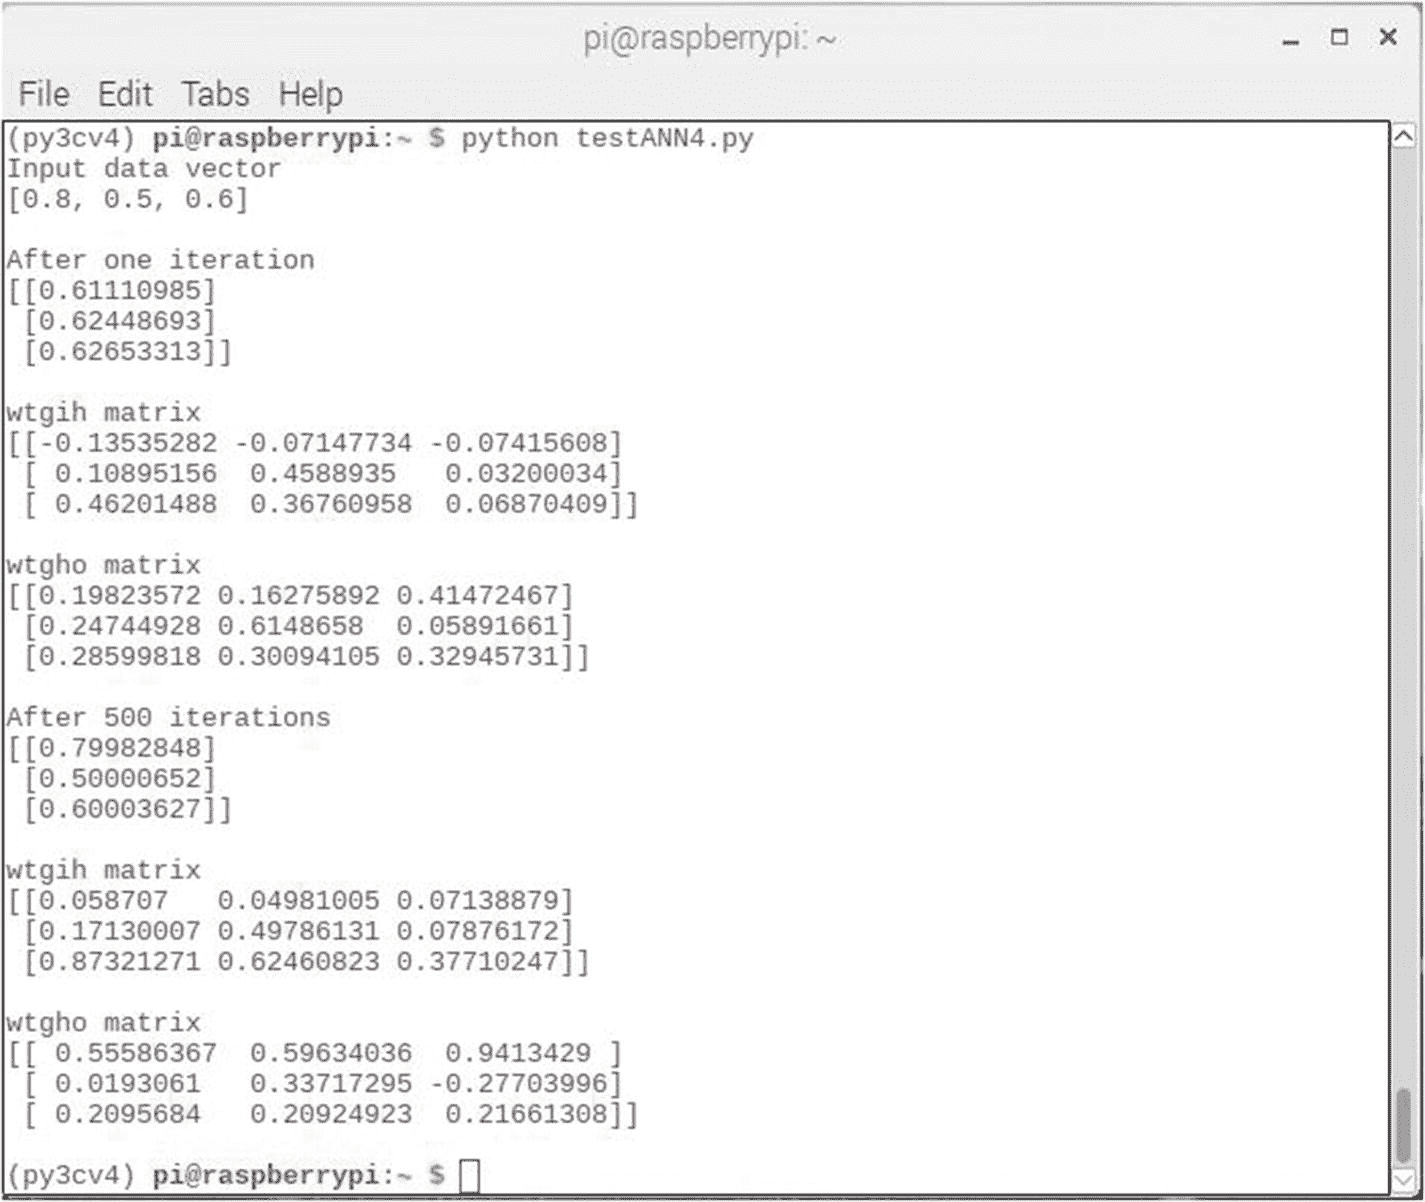 pi@raspberrypi: ~
File Edit Tabs Help
(py3cv4) pi@raspberrypi:~ $ python testANN4.py
Input data vector
[0.8, 0.5, 0.6]
After one iteration
[[0.61110985]
 [0.62448693]
 [0.62653313]]
wtgih matrix
[[-0.13535282 -0.07147734 -0.07415608]
 [ 0.10895156  0.4588935   0.03200034]
 [ 0.46201488  0.36760958  0.06870409]]
wtgho matrix
[[0.19823572 0.16275892 0.41472467]
 [0.24744928 0.6148658  0.05891661]
 [0.28599818 0.30094105 0.32945731]]
After 500 iterations
[[0.79982848]
 [0.50000652]
 [0.60003627]]
wtgih matrix
[[0.058707   0.04981005 0.07138879]
 [0.17130007 0.49786131 0.07876172]
 [0.87321271 0.62460823 0.37710247]]
wtgho matrix
[[ 0.55586367  0.59634036  0.9413429 ]
 [ 0.0193061   0.33717295 -0.27703996]
 [ 0.2095684   0.20924923  0.21661308]]
(py3cv4) pi@raspberrypi:~ $